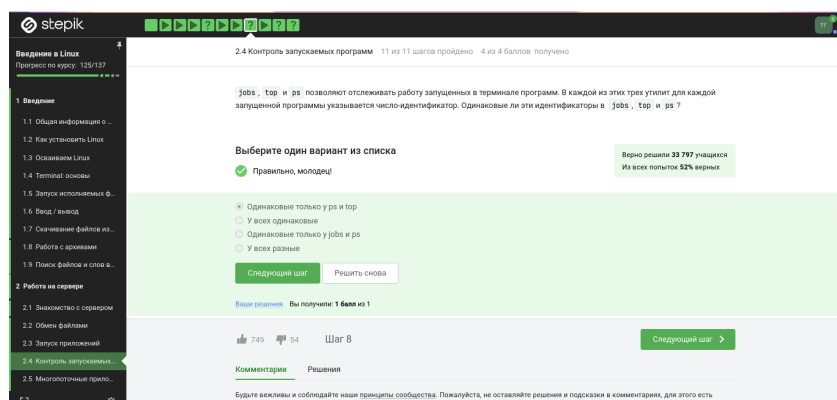 stepik
ТГ
Введение в Linux
Прогресс по курсу: 125/137
1 Введение
1.1 Общая информация о ...
1.2 Как установить Linux
1.3 Осваиваем Linux
1.4 Terminal: основы
1.5 Запуск исполняемых ф...
1.6 Ввод / вывод
1.7 Скачивание файлов из...
1.8 Работа с архивами
1.9 Поиск файлов и слов в...
2 Работа на сервере
2.1 Знакомство с сервером
2.2 Обмен файлами
2.3 Запуск приложений
2.4 Контроль запускаемых...
2.5 Многопоточные прило...
2.4 Контроль запускаемых программ 11 из 11 шагов пройдено 4 из 4 баллов получено
jobs , top и ps позволяют отслеживать работу запущенных в терминале программ. В каждой из этих трех утилит для каждой
запущенной программы указывается число-идентификатор. Одинаковые ли эти идентификаторы в jobs , top и ps ?
Выберите один вариант из списка
Правильно, молодец!
Верно решили 33 797 учащихся
Из всех попыток 52% верных
Одинаковые только у ps и top
У всех одинаковые
Одинаковые только у jobs и ps
У всех разные
Следующий шаг Решить снова
Ваши решения Вы получили: 1 балл из 1
749 54 Шаг 8 Следующий шаг
Комментарии Решения
Будьте вежливы и соблюдайте наши принципы сообщества. Пожалуйста, не оставляйте решения и подсказки в комментариях, для этого есть